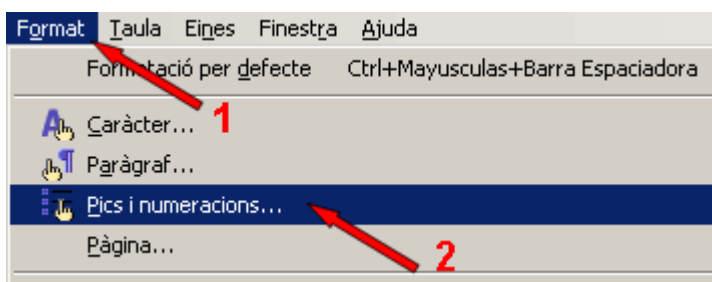 Format Taula Eines Finestra Ajuda
Formatació per defecte Ctrl+Mayusculas+Barra Espaciadora
1
Caràcter...
Paràgraf...
Pics i numeracions...
Pàgina...
2